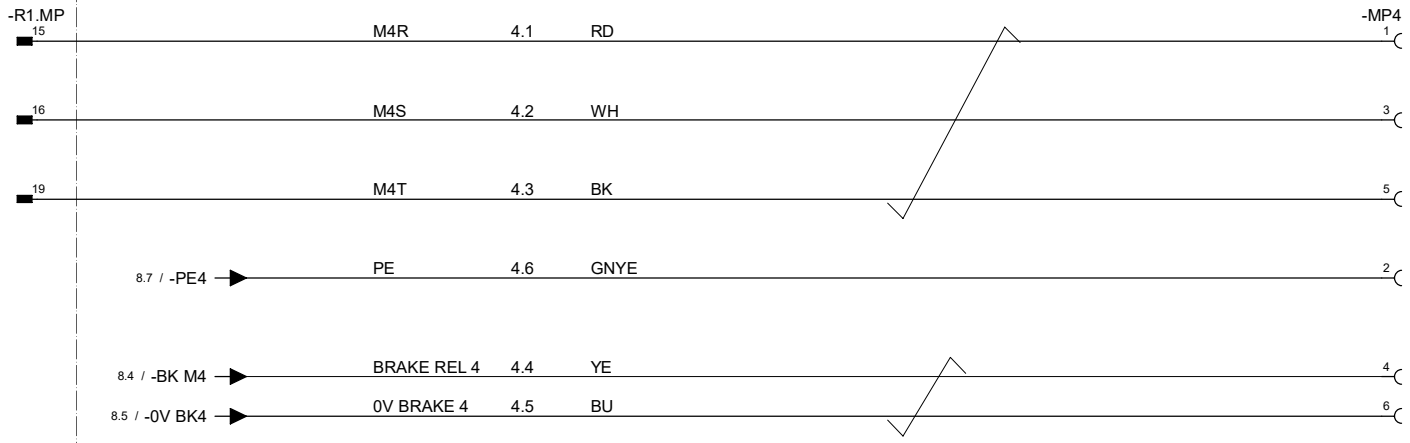 -R1.MP -MP4
15 M4R 4.1 RD 1
16 M4S 4.2 WH 3
19 M4T 4.3 BK 5
8.7 / -PE4 PE 4.6 GNYE 2
8.4 / -BK M4 BRAKE REL 4 4.4 YE 4
8.5 / -0V BK4 0V BRAKE 4 4.5 BU 6